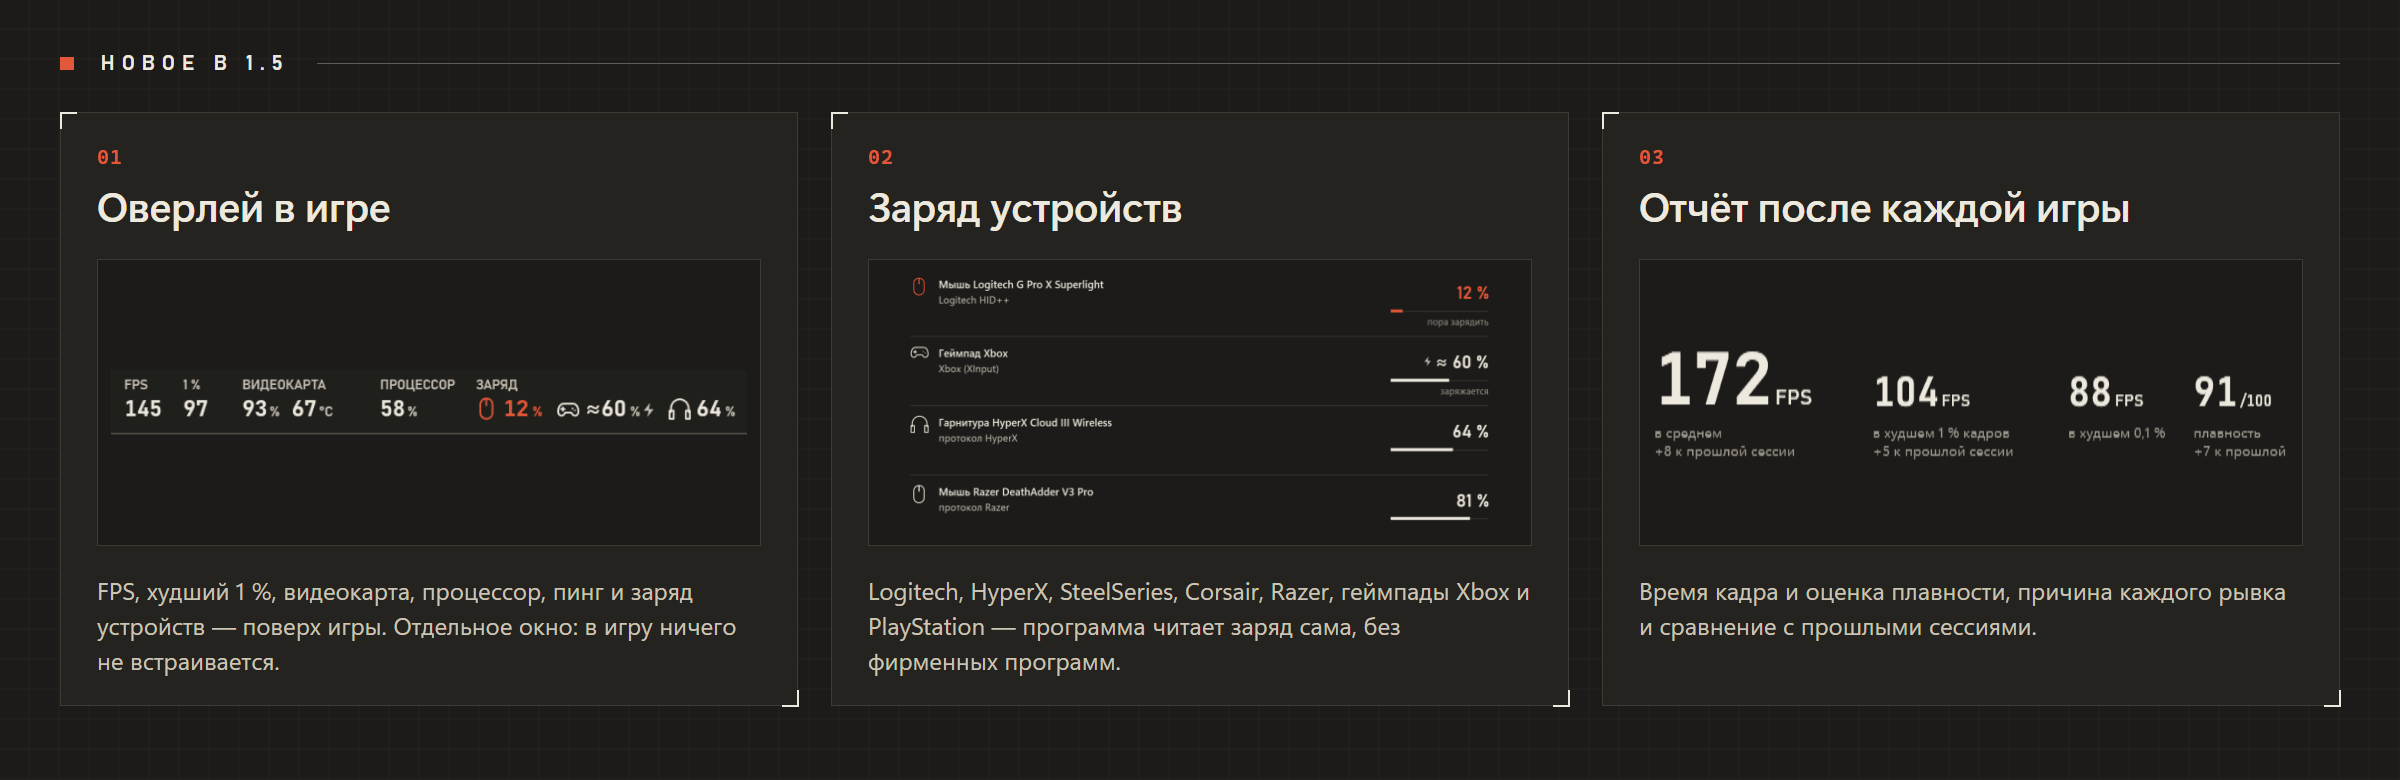 НОВОЕ В 1.5
01
Оверлей в игре
FPS 1% ВИДЕОКАРТА ПРОЦЕССОР ЗАРЯД
145 97 93% 67°C 58% 12% ≈60% 64%
FPS, худший 1 %, видеокарта, процессор, пинг и заряд
устройств — поверх игры. Отдельное окно: в игру ничего
не встраивается.
02
Заряд устройств
Мышь Logitech G Pro X Superlight
Logitech HID++
12 %
пора зарядить
Геймпад Xbox
Xbox (XInput)
≈ 60 %
заряжается
Гарнитура HyperX Cloud III Wireless
протокол HyperX
64 %
Мышь Razer DeathAdder V3 Pro
протокол Razer
81 %
Logitech, HyperX, SteelSeries, Corsair, Razer, геймпады Xbox и
PlayStation — программа читает заряд сама, без
фирменных программ.
03
Отчёт после каждой игры
172 FPS
в среднем
+8 к прошлой сессии
104 FPS
в худшем 1 % кадров
+5 к прошлой сессии
88 FPS
в худшем 0,1 %
91 /100
плавность
+7 к прошлой
Время кадра и оценка плавности, причина каждого рывка
и сравнение с прошлыми сессиями.